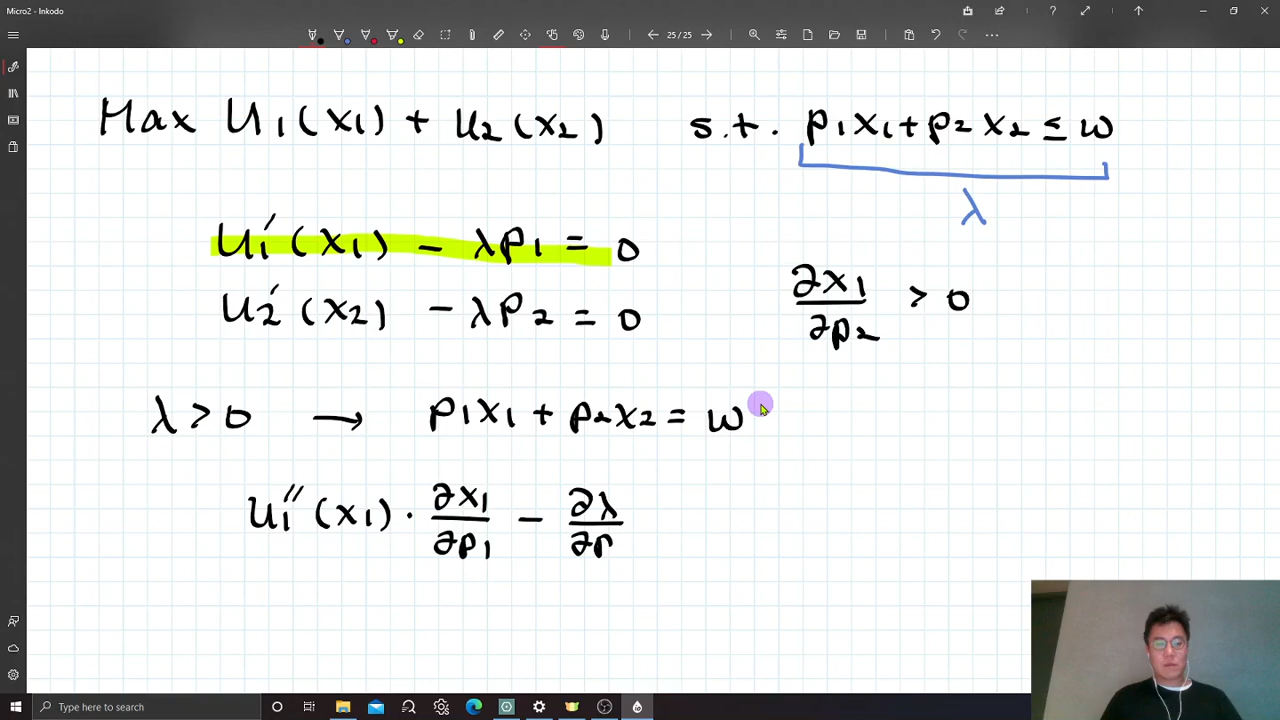 Micro2 - Inkodo
25/25
Max U1(x1) + U2(x2) s.t. p1x1+p2x2 ≤ w
λ
U1′(x1) - λp1 = 0
∂x1/∂p2 > 0
U2′(x2) - λp2 = 0
λ > 0 → p1x1 + p2x2 = w
U1″(x1) · ∂x1/∂p1 - ∂λ/∂p
Type here to search